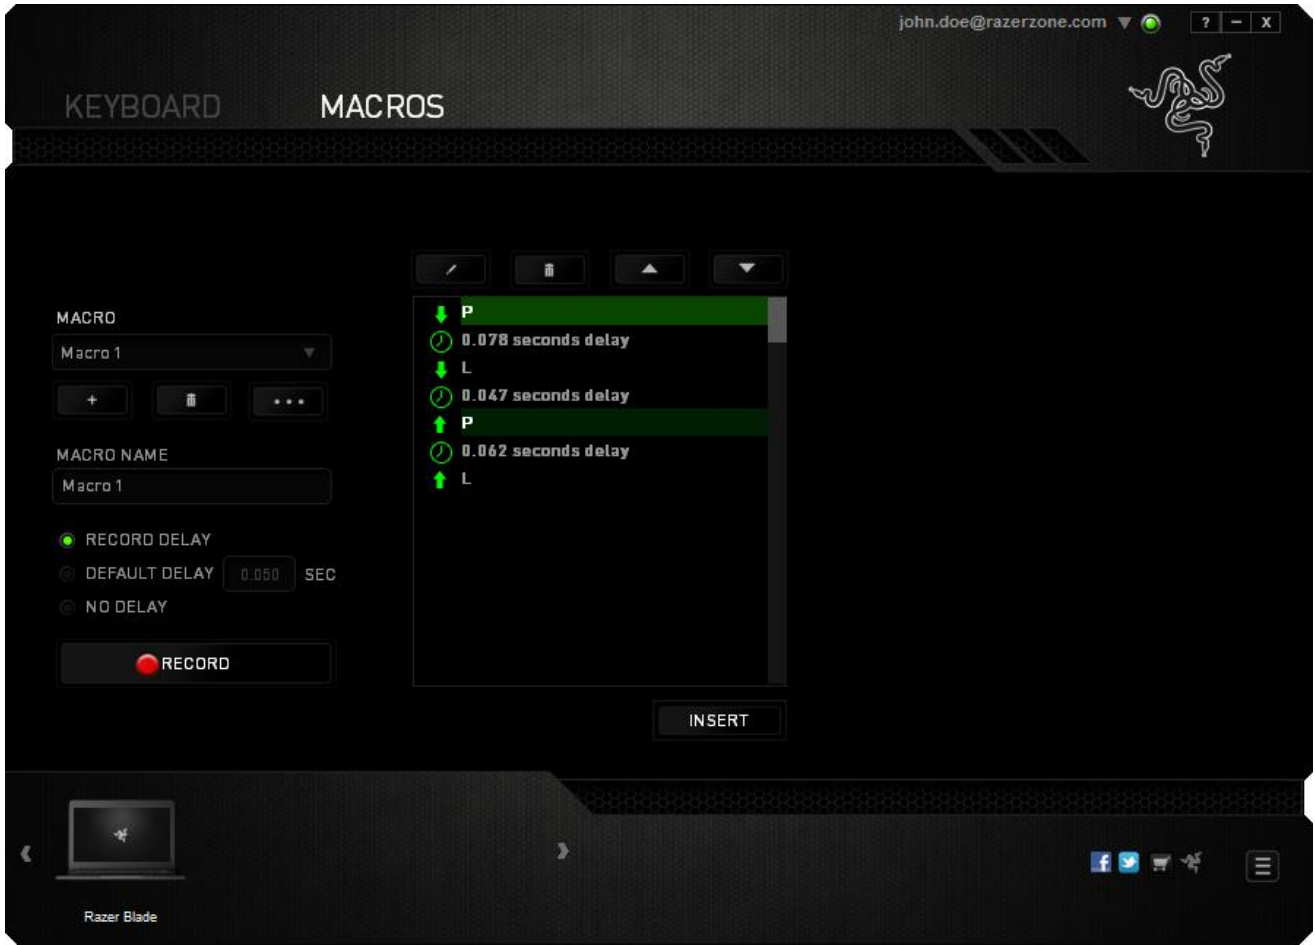 john.doe@razerzone.com
? – X
KEYBOARD MACROS
MACRO
Macro 1
+ •••
MACRO NAME
Macro 1
RECORD DELAY
DEFAULT DELAY 0.050 SEC
NO DELAY
RECORD
P
0.078 seconds delay
L
0.047 seconds delay
P
0.062 seconds delay
L
INSERT
Razer Blade